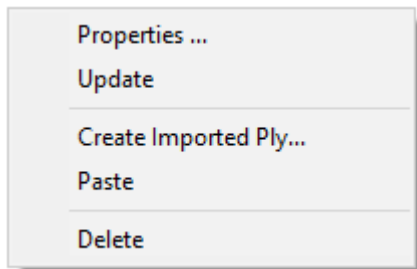 Properties ...
Update
Create Imported Ply...
Paste
Delete